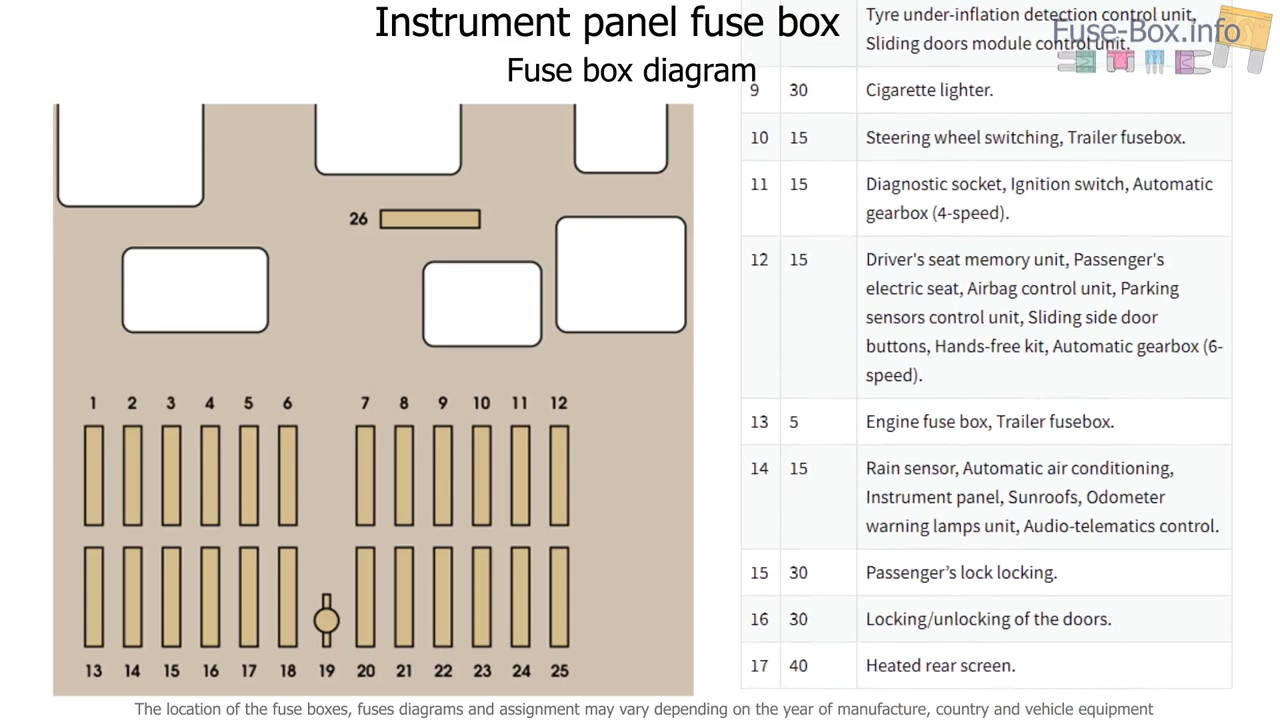 Instrument panel fuse box
Fuse box diagram
Fuse-Box.info
26
1 2 3 4 5 6 7 8 9 10 11 12
13 14 15 16 17 18 19 20 21 22 23 24 25
Tyre under-inflation detection control unit,
Sliding doors module control unit.
9 30 Cigarette lighter.
10 15 Steering wheel switching, Trailer fusebox.
11 15 Diagnostic socket, Ignition switch, Automatic
gearbox (4-speed).
12 15 Driver's seat memory unit, Passenger's
electric seat, Airbag control unit, Parking
sensors control unit, Sliding side door
buttons, Hands-free kit, Automatic gearbox (6-
speed).
13 5 Engine fuse box, Trailer fusebox.
14 15 Rain sensor, Automatic air conditioning,
Instrument panel, Sunroofs, Odometer
warning lamps unit, Audio-telematics control.
15 30 Passenger’s lock locking.
16 30 Locking/unlocking of the doors.
17 40 Heated rear screen.
The location of the fuse boxes, fuses diagrams and assignment may vary depending on the year of manufacture, country and vehicle equipment